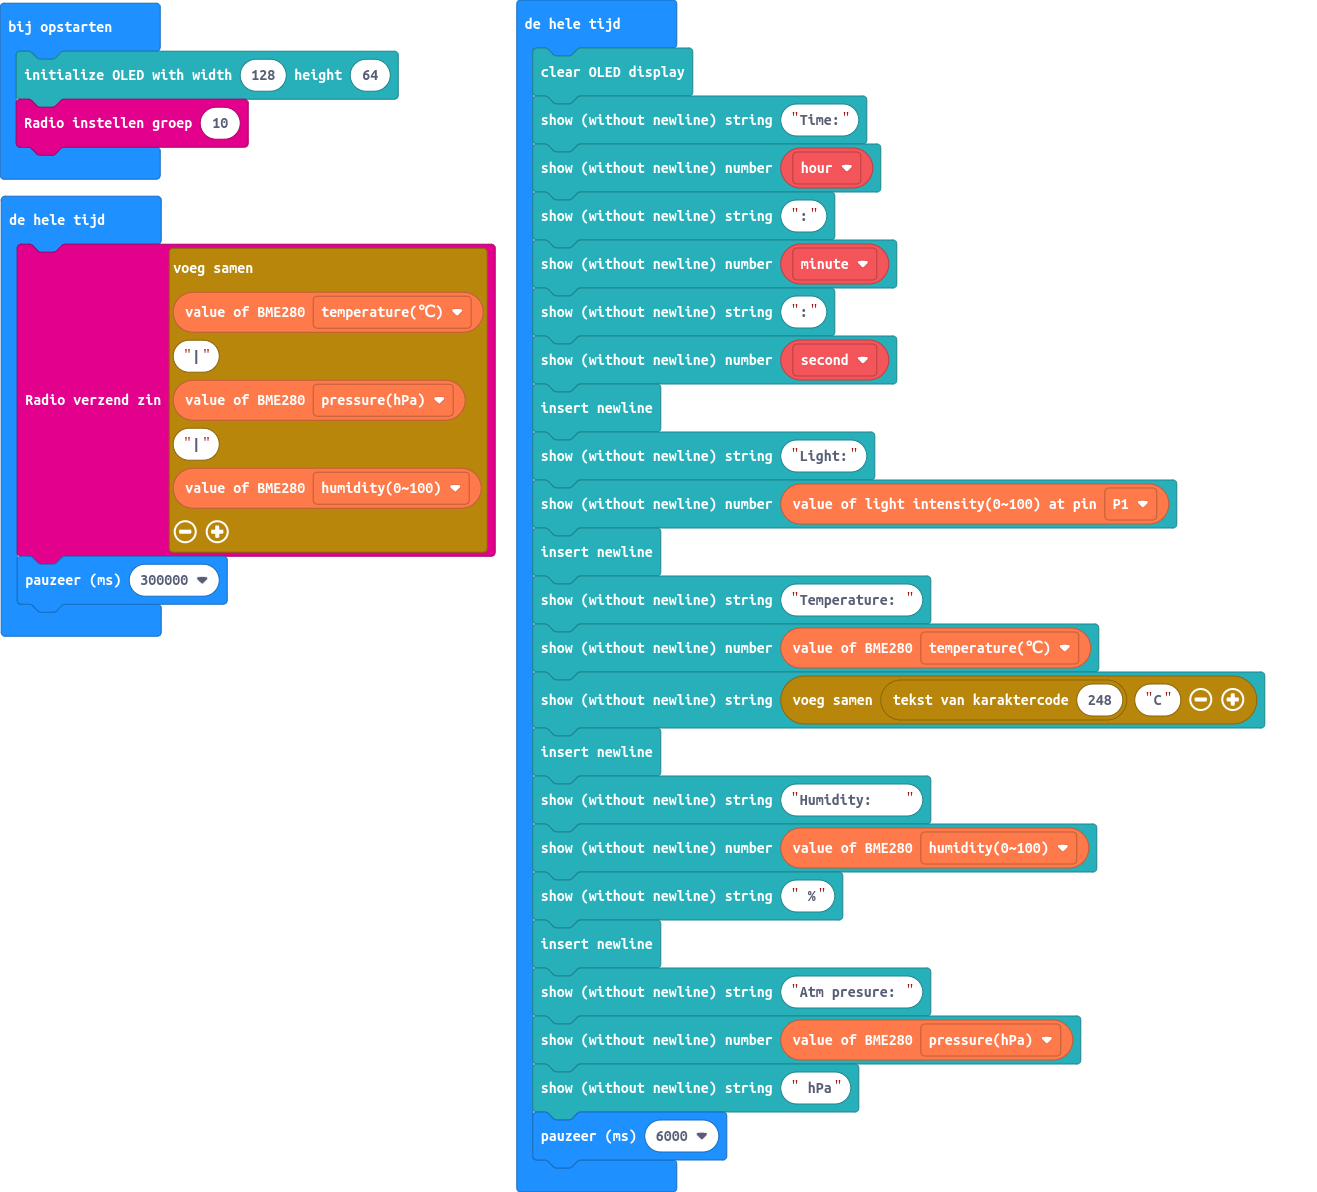 bij opstarten
initialize OLED with width 128 height 64
Radio instellen groep 10
de hele tijd
Radio verzend zin
voeg samen
value of BME280 temperature(℃)
"|"
value of BME280 pressure(hPa)
"|"
value of BME280 humidity(0~100)
pauzeer (ms) 300000
de hele tijd
clear OLED display
show (without newline) string "Time:"
show (without newline) number hour
show (without newline) string ":"
show (without newline) number minute
show (without newline) string ":"
show (without newline) number second
insert newline
show (without newline) string "Light:"
show (without newline) number value of light intensity(0~100) at pin P1
insert newline
show (without newline) string "Temperature: "
show (without newline) number value of BME280 temperature(℃)
show (without newline) string voeg samen tekst van karaktercode 248 "C"
insert newline
show (without newline) string "Humidity:    "
show (without newline) number value of BME280 humidity(0~100)
show (without newline) string " %"
insert newline
show (without newline) string "Atm presure: "
show (without newline) number value of BME280 pressure(hPa)
show (without newline) string " hPa"
pauzeer (ms) 6000